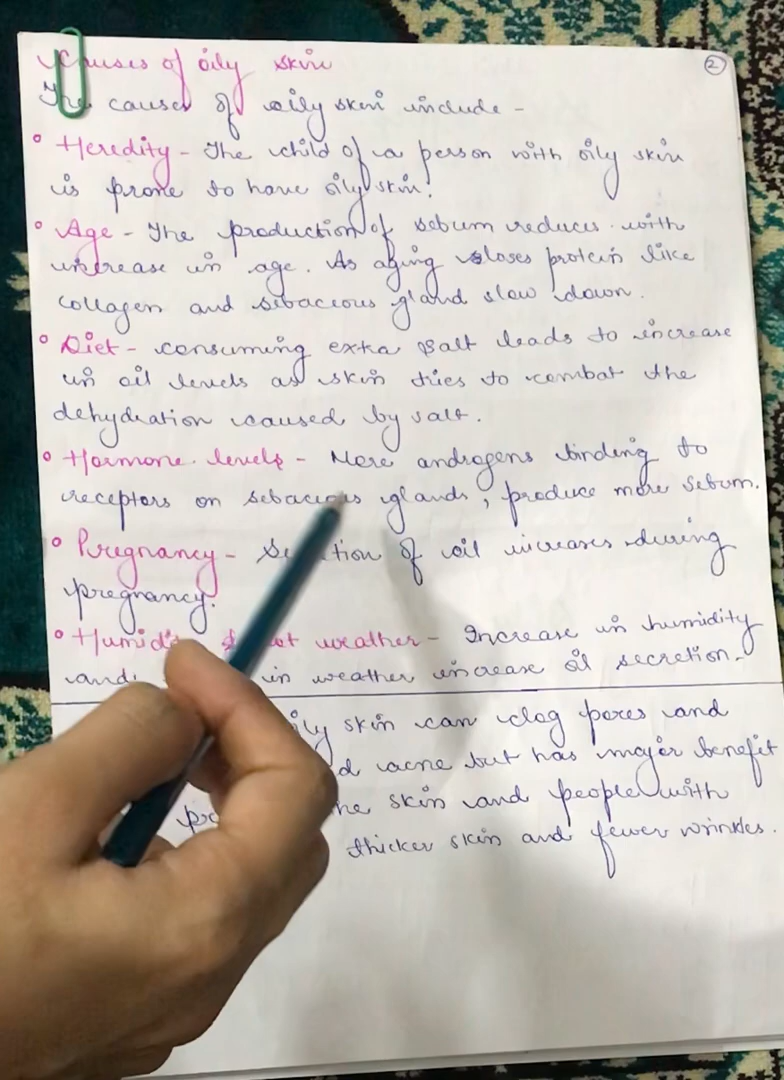 Causes of oily skin
2
The causes of oily skin include -
Heredity - The child of a person with oily skin
is prone to have oily skin.
Age - The production of sebum reduces with
increase in age. As aging loses protein like
collagen and sebaceous gland slow down.
Diet - consuming extra salt leads to increase
in oil levels as skin tries to combat the
dehydration caused by salt.
Hormone levels - More androgens binding to
receptors on sebaceous glands, produce more sebum.
Pregnancy - of oil increases during
pregnancy.
weather - Increase in humidity
and in weather increase oil secretion.
skin can clog pores and
acne but has major benefit
skin and people with
thicker skin and fewer wrinkles.